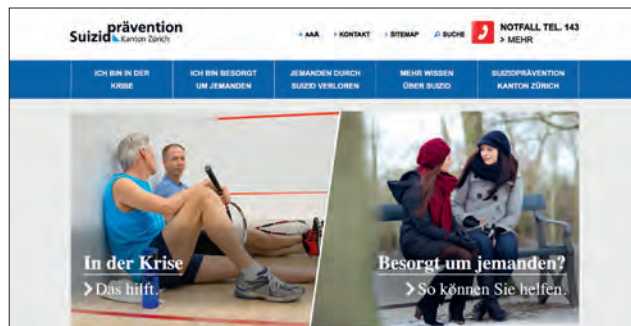 Suizidprävention
Kanton Zürich
AAA
KONTAKT
SITEMAP
SUCHE
NOTFALL TEL. 143
> MEHR
ICH BIN IN DER
KRISE
ICH BIN BESORGT
UM JEMANDEN
JEMANDEN DURCH
SUIZID VERLOREN
MEHR WISSEN
ÜBER SUIZID
SUIZIDPRÄVENTION
KANTON ZÜRICH
In der Krise
> Das hilft.
Besorgt um jemanden?
> So können Sie helfen.